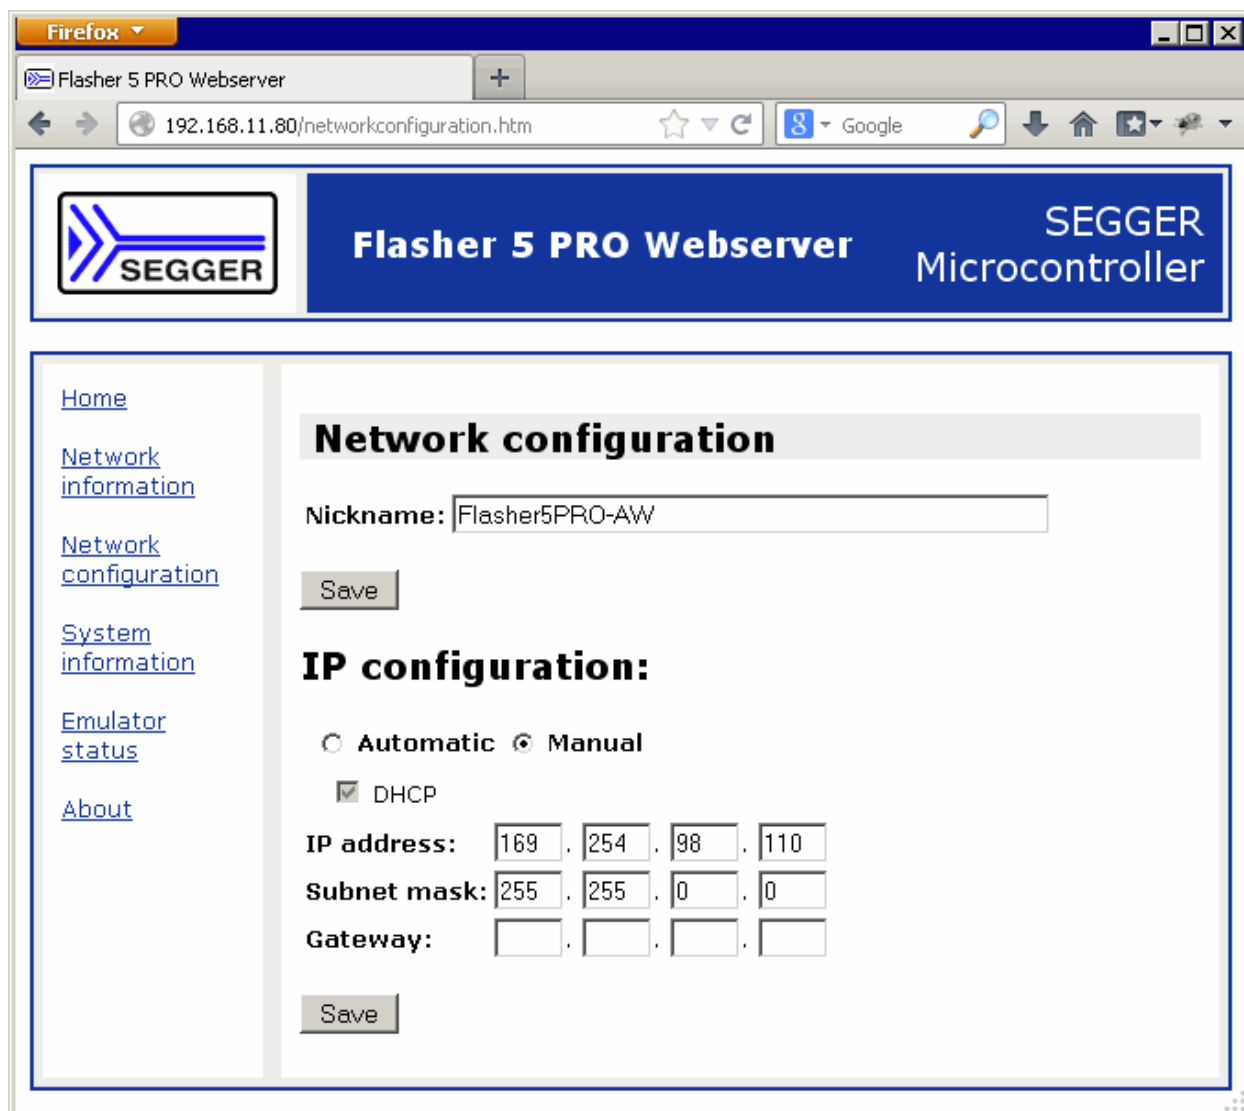 Firefox
Flasher 5 PRO Webserver
192.168.11.80/networkconfiguration.htm
8 Google
SEGGER
Flasher 5 PRO Webserver
SEGGER
Microcontroller
Home
Network
information
Network
configuration
System
information
Emulator
status
About
Network configuration
Nickname: Flasher5PRO-AW
Save
IP configuration:
Automatic Manual
DHCP
IP address: 169 . 254 . 98 . 110
Subnet mask: 255 . 255 . 0 . 0
Gateway: . . .
Save